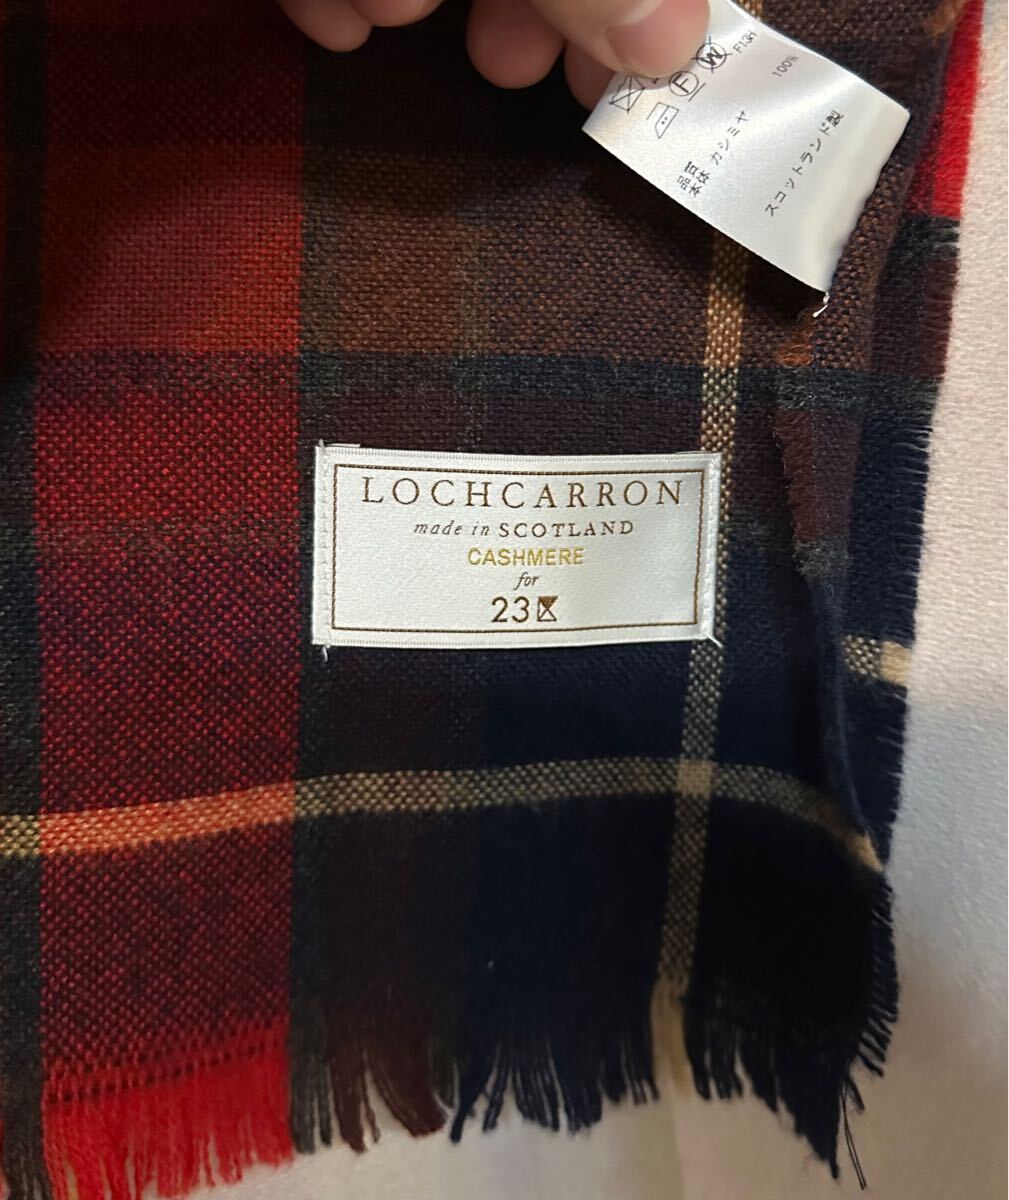 LOCHCARRON
made in SCOTLAND
CASHMERE
for
23区
F
W
F13H
品質
本体 カシミヤ 100%
スコットランド製